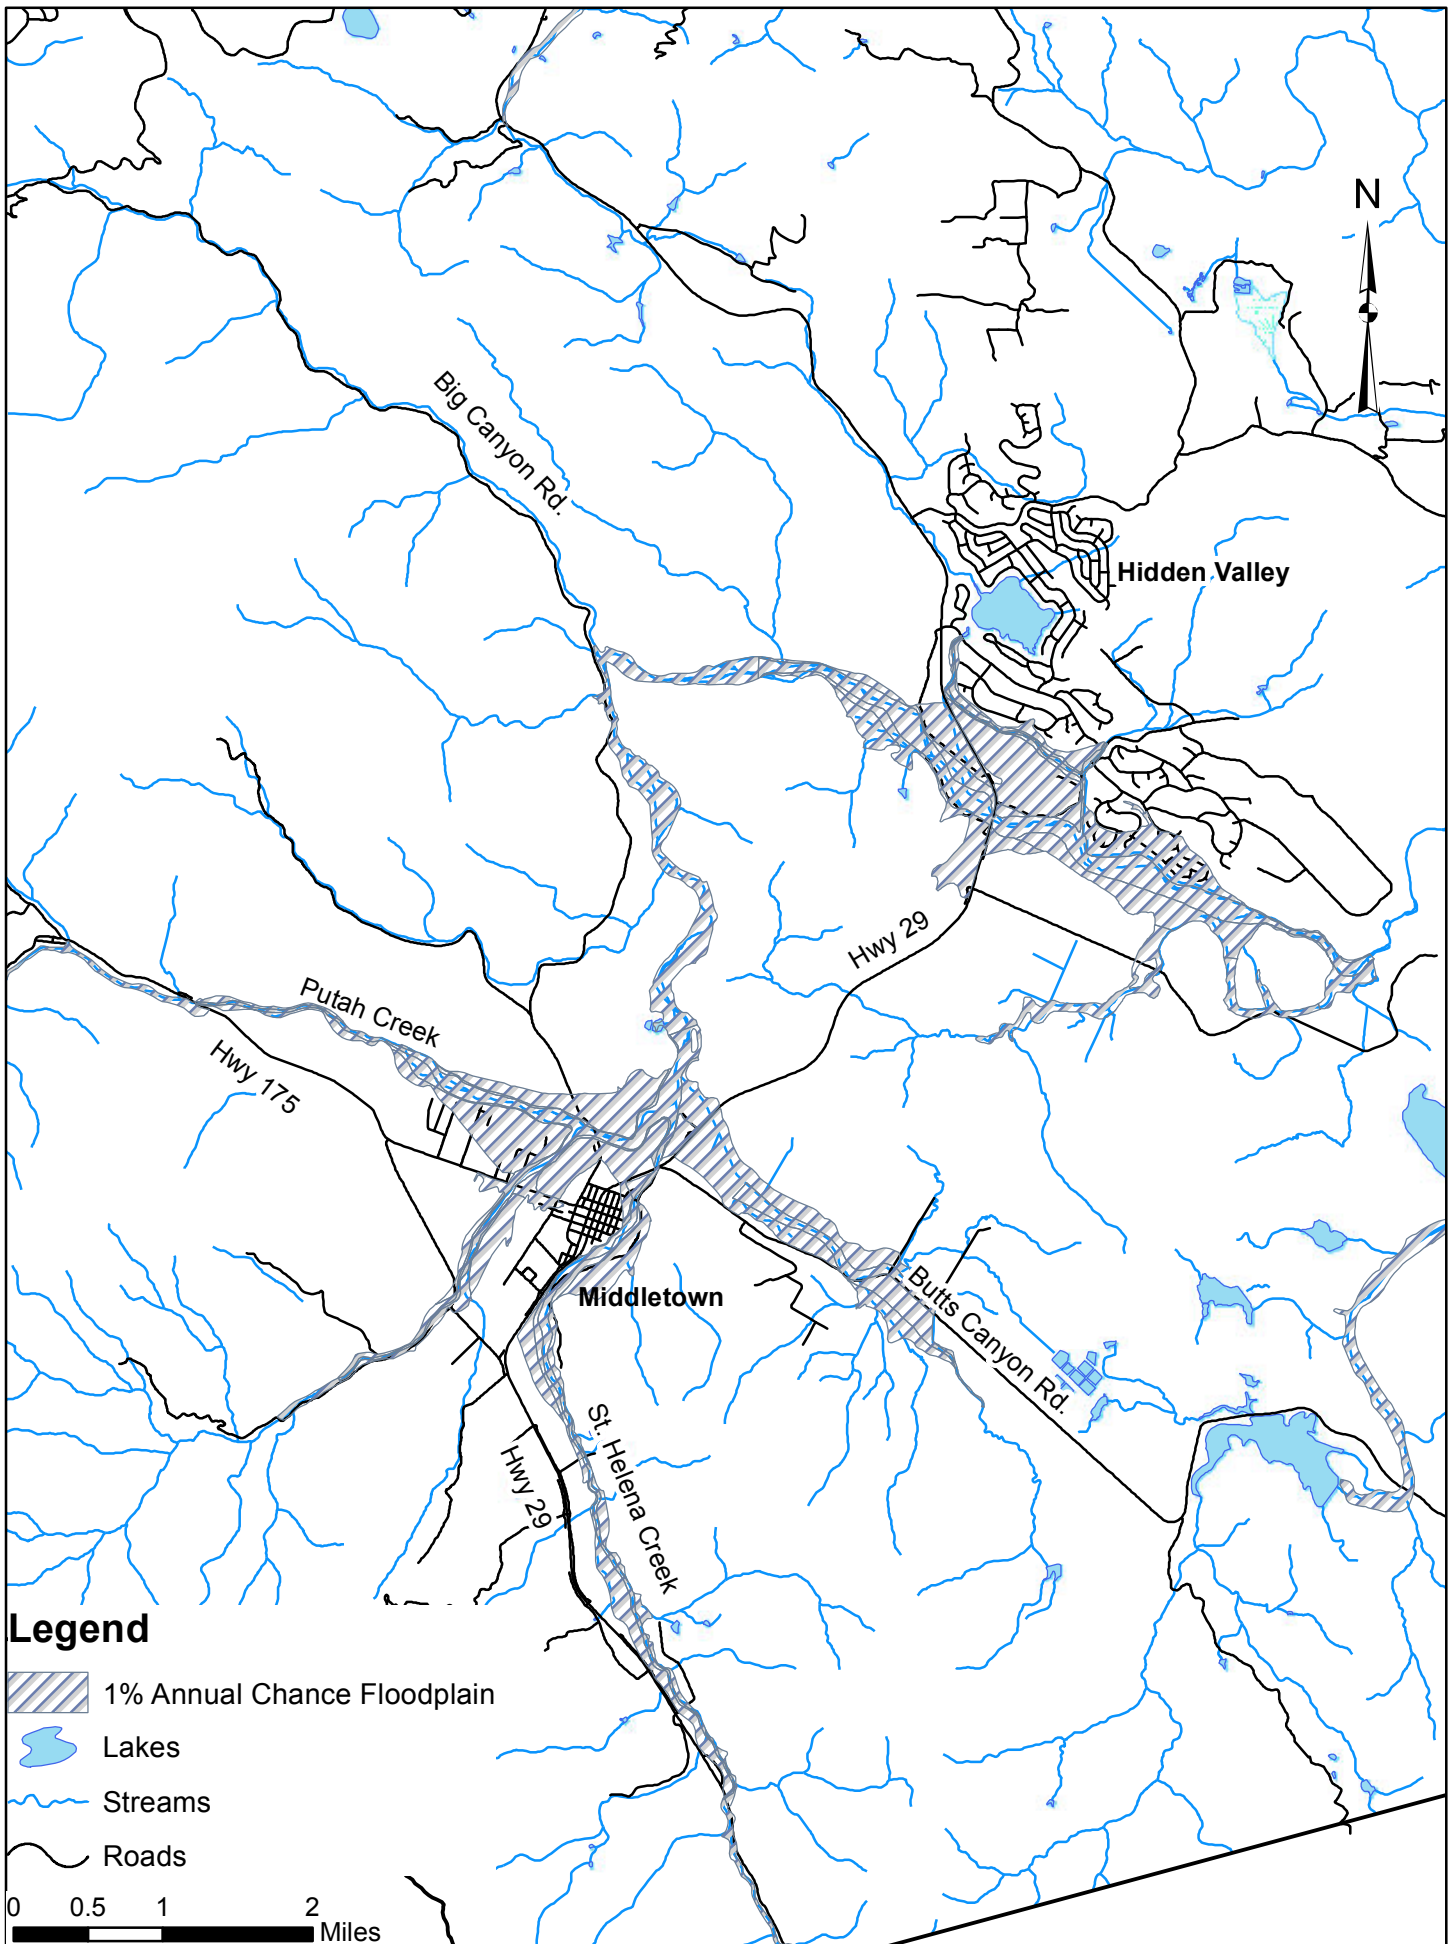 N
Big Canyon Rd.
Hidden Valley
Hwy 29
Putah Creek
Hwy 175
Butts Canyon Rd.
Middletown
St. Helena Creek
Hwy 29
Legend
1% Annual Chance Floodplain
Lakes
Streams
Roads
0 0.5 1 2
Miles